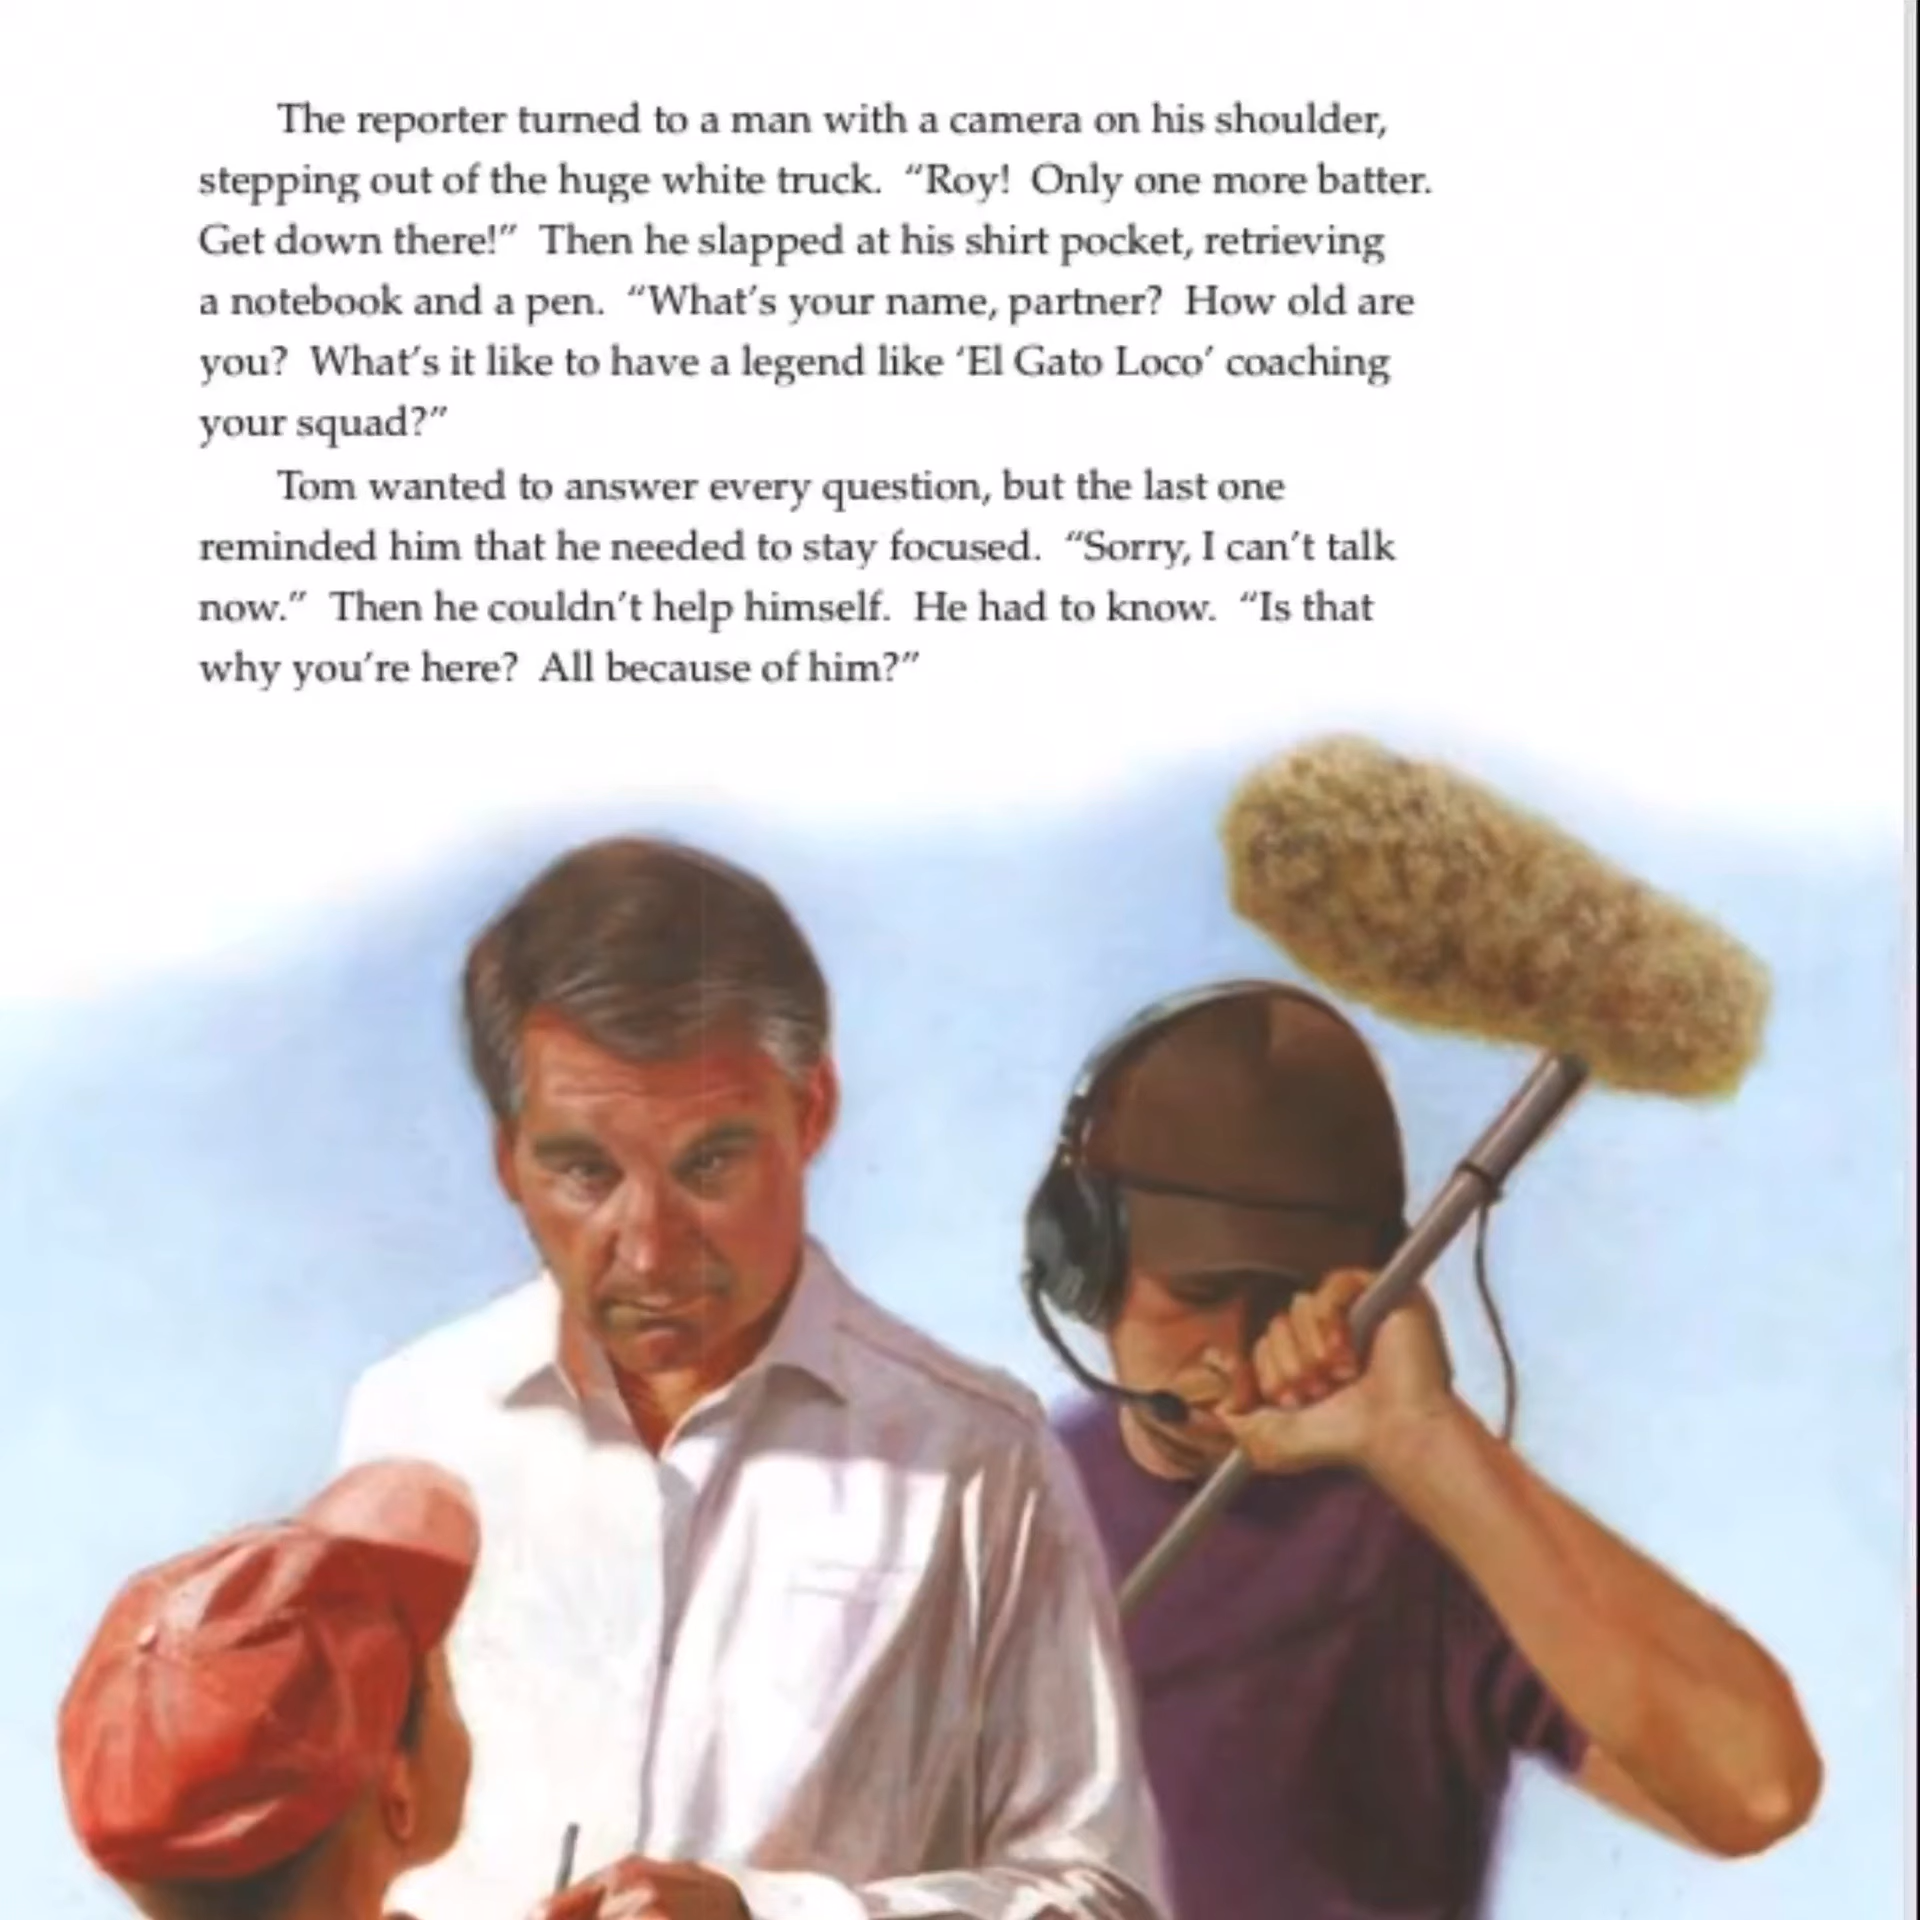 The reporter turned to a man with a camera on his shoulder,
stepping out of the huge white truck. “Roy! Only one more batter.
Get down there!” Then he slapped at his shirt pocket, retrieving
a notebook and a pen. “What’s your name, partner? How old are
you? What’s it like to have a legend like ‘El Gato Loco’ coaching
your squad?”
Tom wanted to answer every question, but the last one
reminded him that he needed to stay focused. “Sorry, I can’t talk
now.” Then he couldn’t help himself. He had to know. “Is that
why you’re here? All because of him?”